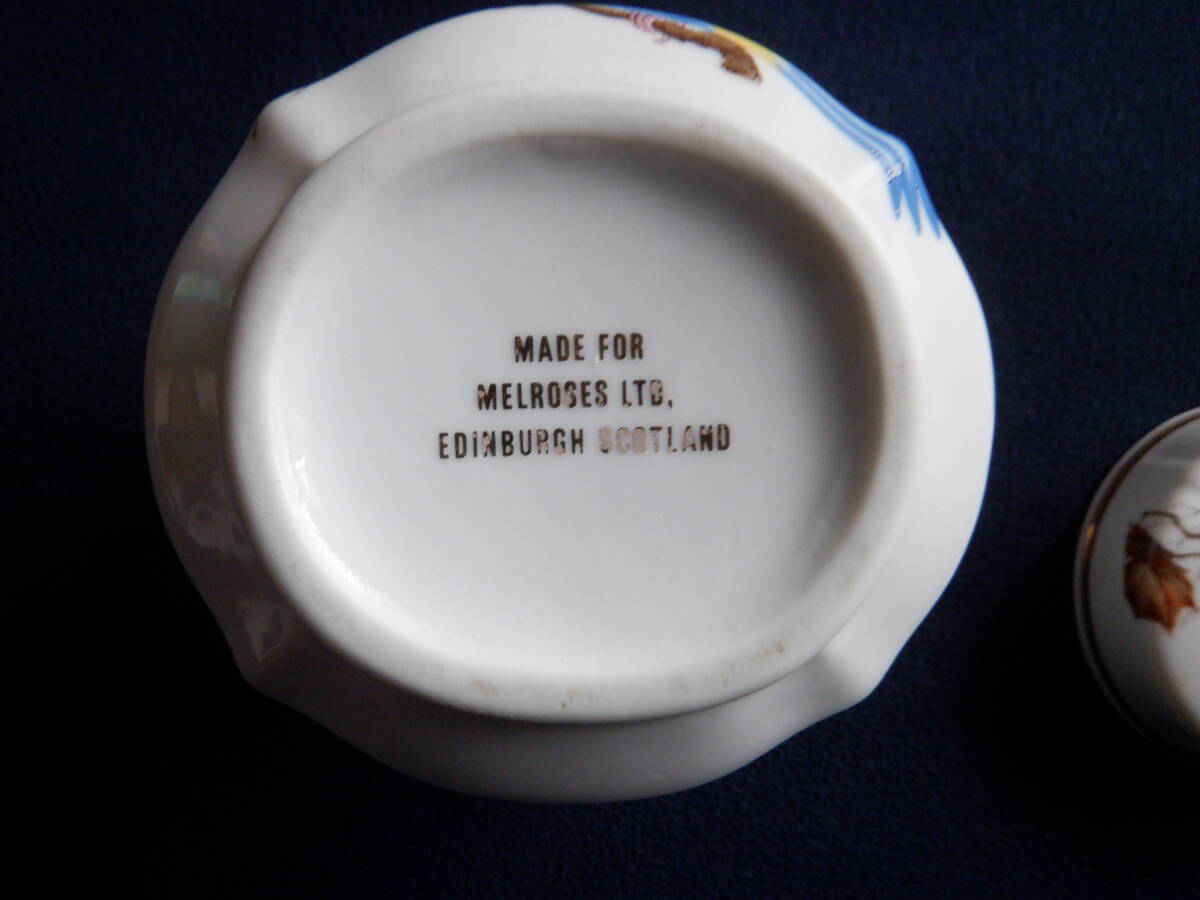 MADE FOR
MELROSES LTD,
EDiNBURGH SCOTLAND